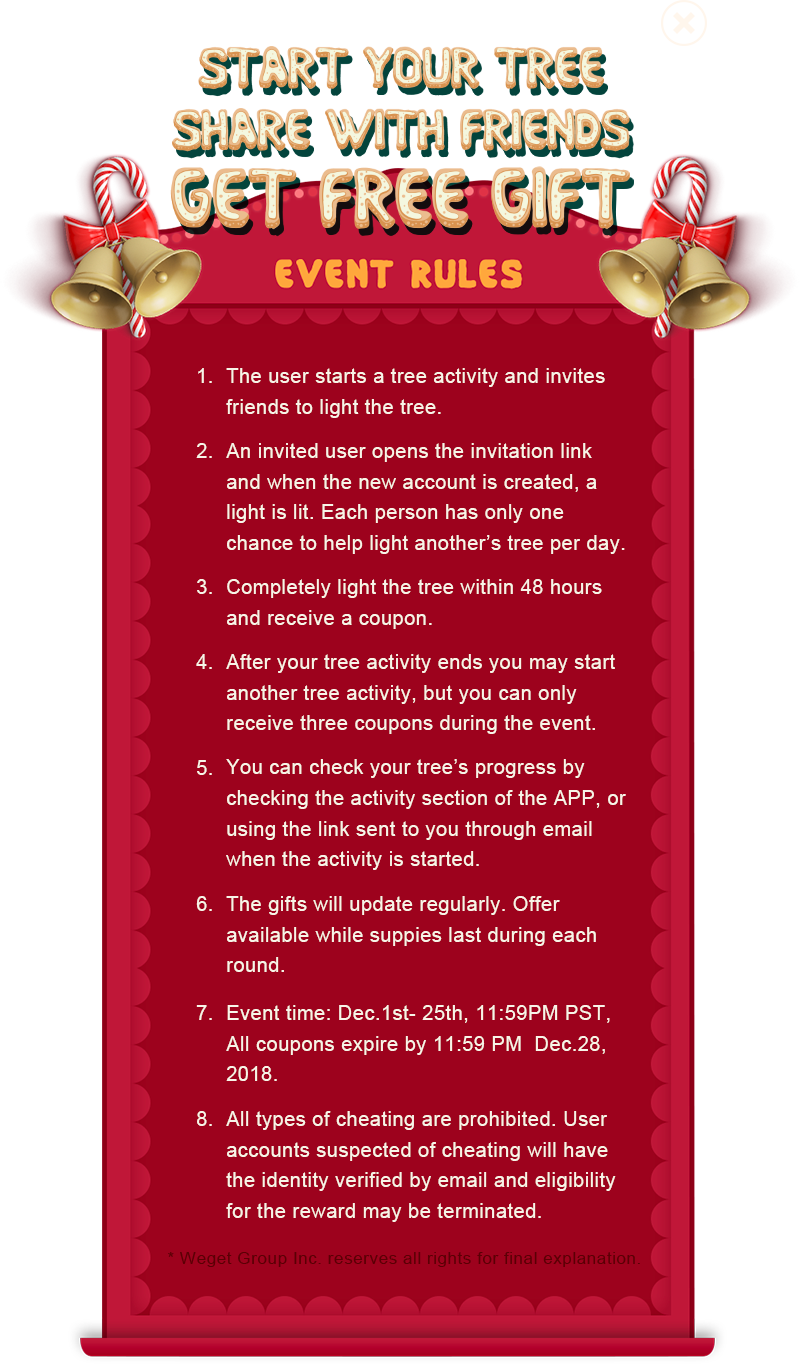 START YOUR TREE
SHARE WITH FRIENDS
GET FREE GIFT
EVENT RULES
1. The user starts a tree activity and invites
friends to light the tree.
2. An invited user opens the invitation link
and when the new account is created, a
light is lit. Each person has only one
chance to help light another’s tree per day.
3. Completely light the tree within 48 hours
and receive a coupon.
4. After your tree activity ends you may start
another tree activity, but you can only
receive three coupons during the event.
5. You can check your tree’s progress by
checking the activity section of the APP, or
using the link sent to you through email
when the activity is started.
6. The gifts will update regularly. Offer
available while suppies last during each
round.
7. Event time: Dec.1st- 25th, 11:59PM PST,
All coupons expire by 11:59 PM  Dec.28,
2018.
8. All types of cheating are prohibited. User
accounts suspected of cheating will have
the identity verified by email and eligibility
for the reward may be terminated.
* Weget Group Inc. reserves all rights for final explanation.